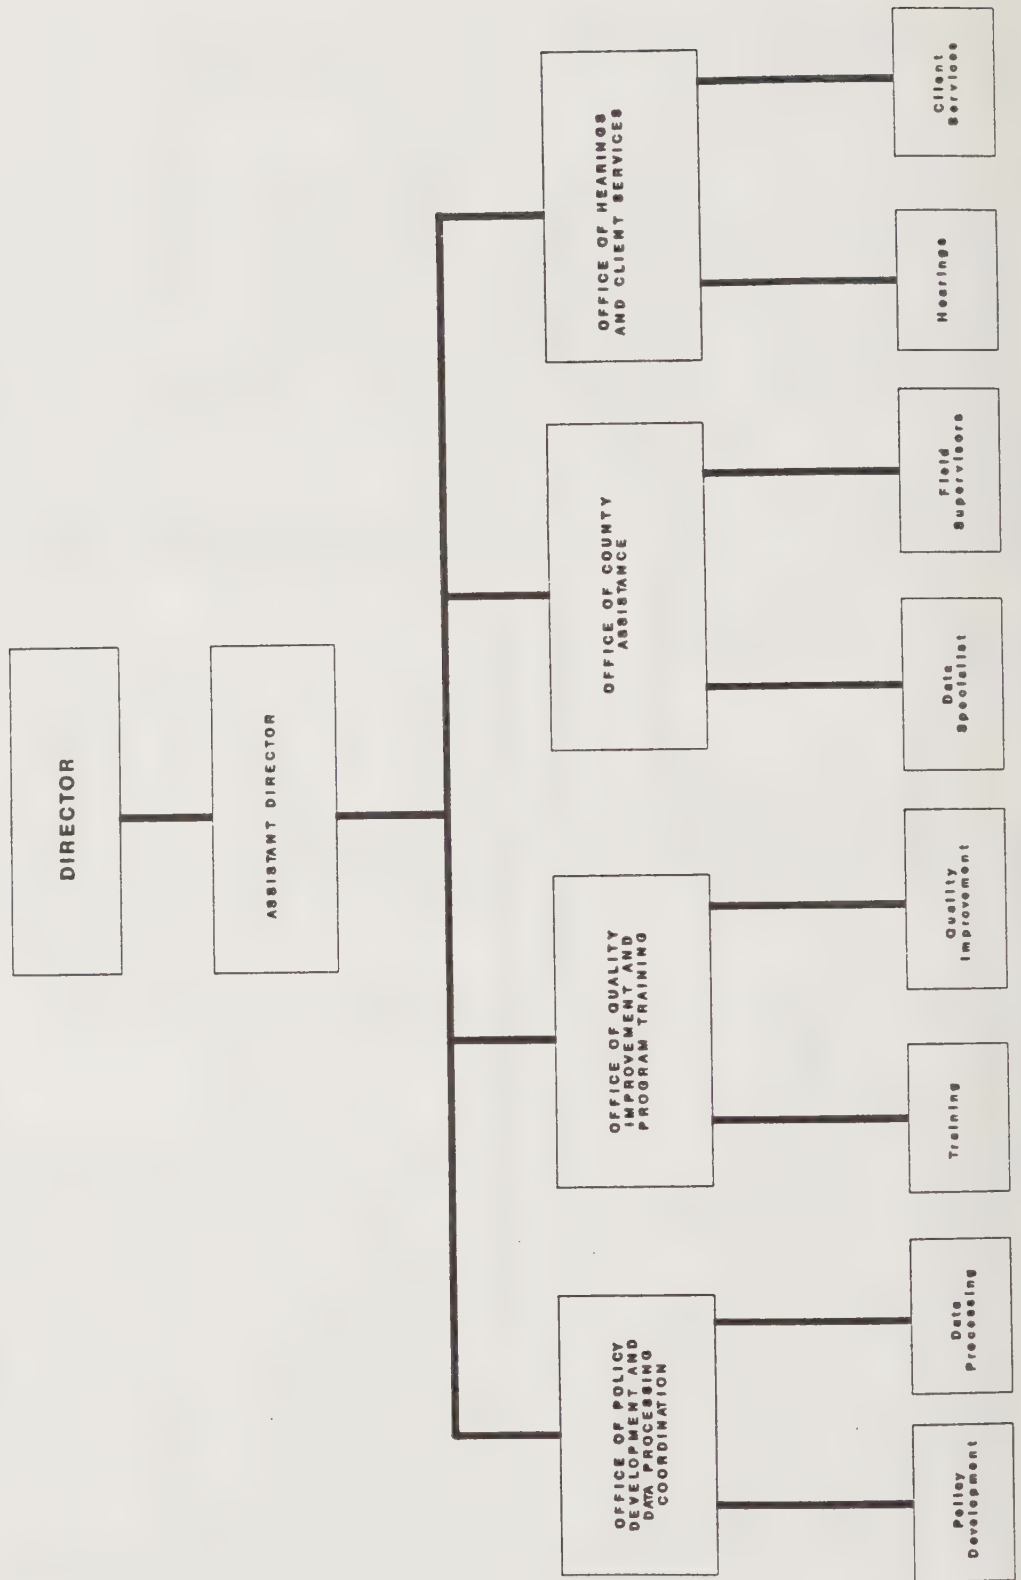 DIRECTOR
ASSISTANT DIRECTOR
OFFICE OF POLICY
DEVELOPMENT AND
DATA PROCESSING
COORDINATION
OFFICE OF QUALITY
IMPROVEMENT AND
PROGRAM TRAINING
OFFICE OF COUNTY
ASSISTANCE
OFFICE OF HEARINGS
AND CLIENT SERVICES
Policy
Development
Data
Processing
Training
Quality
Improvement
Data
Specialist
Field
Supervisors
Hearings
Client
Services